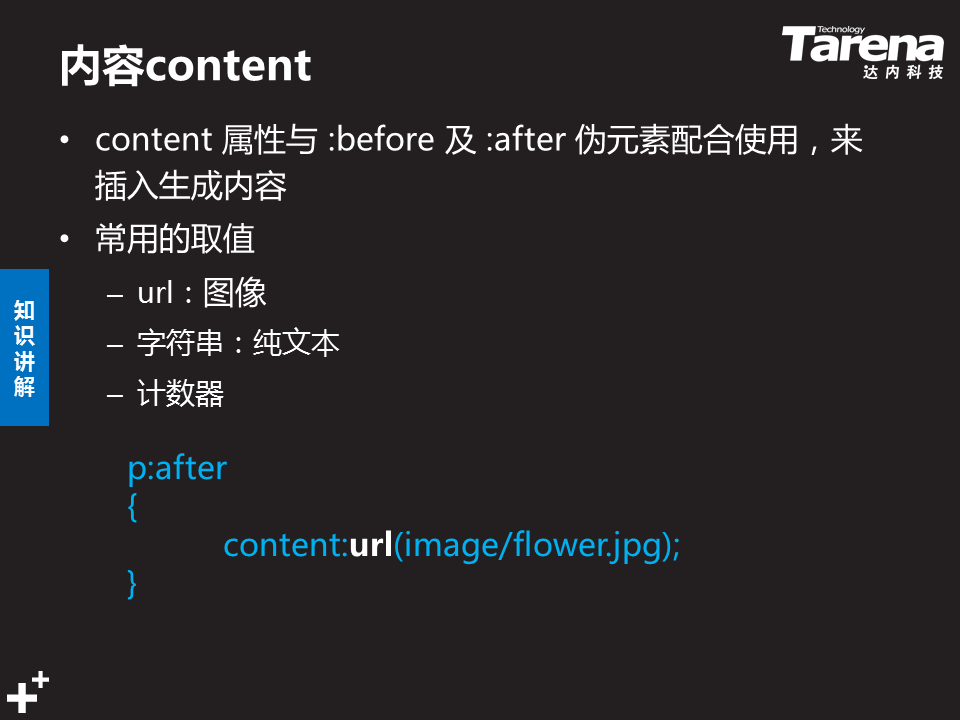 内容content
Technology
Tarena
达内科技
• content 属性与 :before 及 :after 伪元素配合使用，来
插入生成内容
• 常用的取值
– url：图像
– 字符串：纯文本
– 计数器
知
识
讲
解
p:after
{
content:url(image/flower.jpg);
}